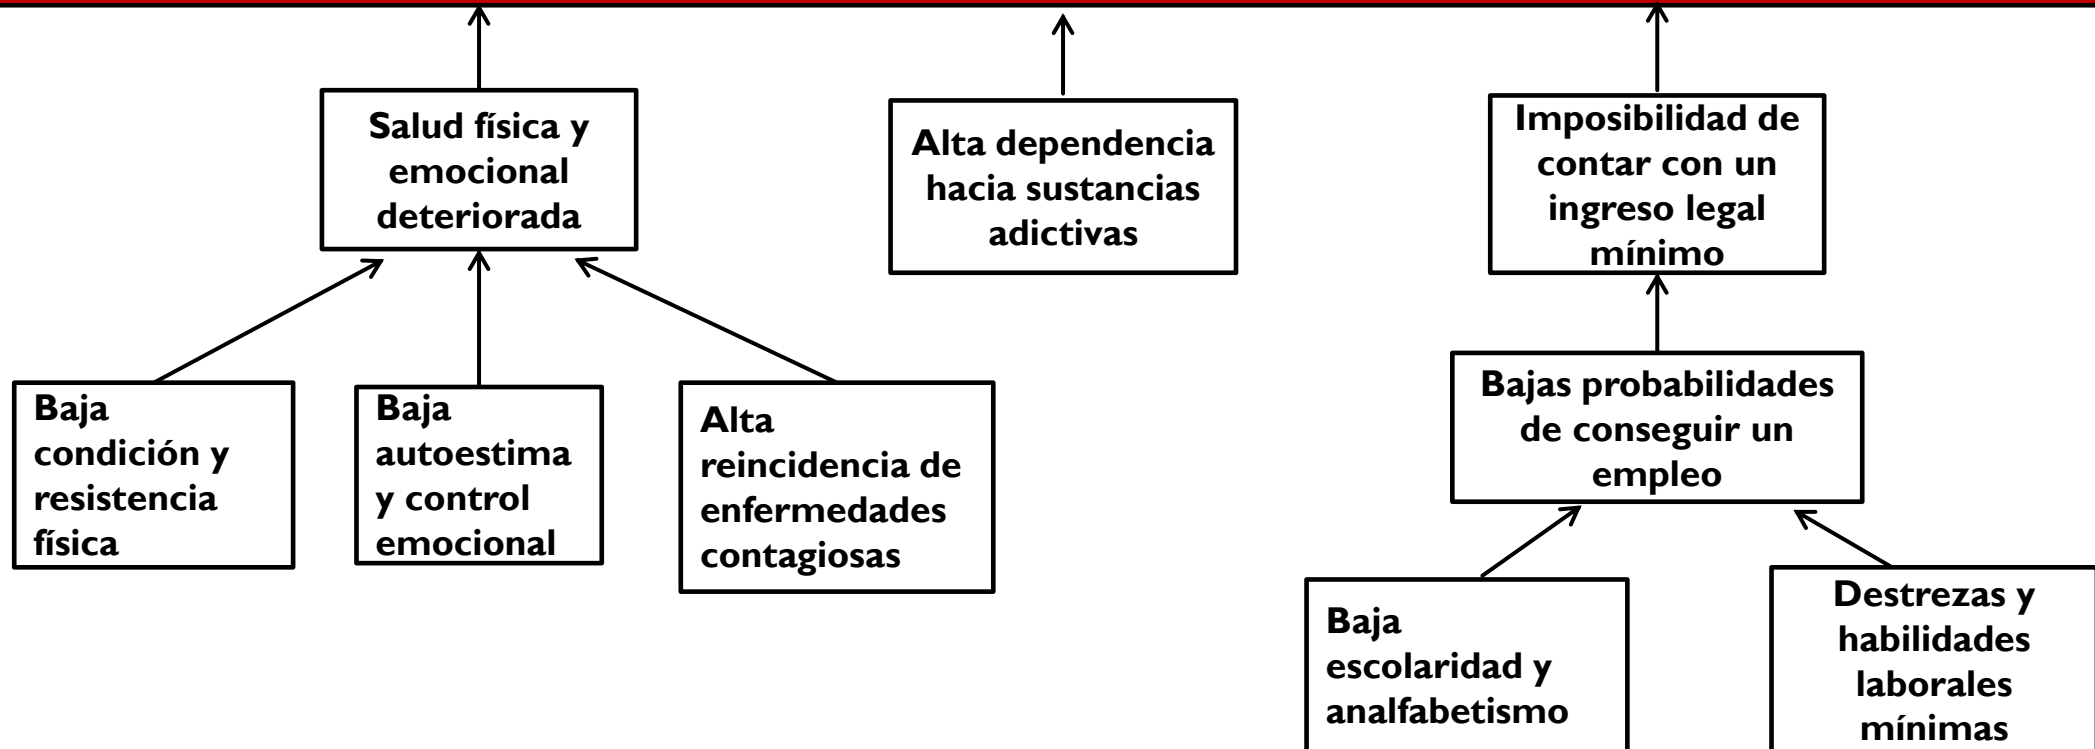 Salud física y
emocional
deteriorada
Alta dependencia
hacia sustancias
adictivas
Imposibilidad de
contar con un
ingreso legal
mínimo
Baja
condición y
resistencia
física
Baja
autoestima
y control
emocional
Alta
reincidencia de
enfermedades
contagiosas
Bajas probabilidades
de conseguir un
empleo
Baja
escolaridad y
analfabetismo
Destrezas y
habilidades
laborales
mínimas